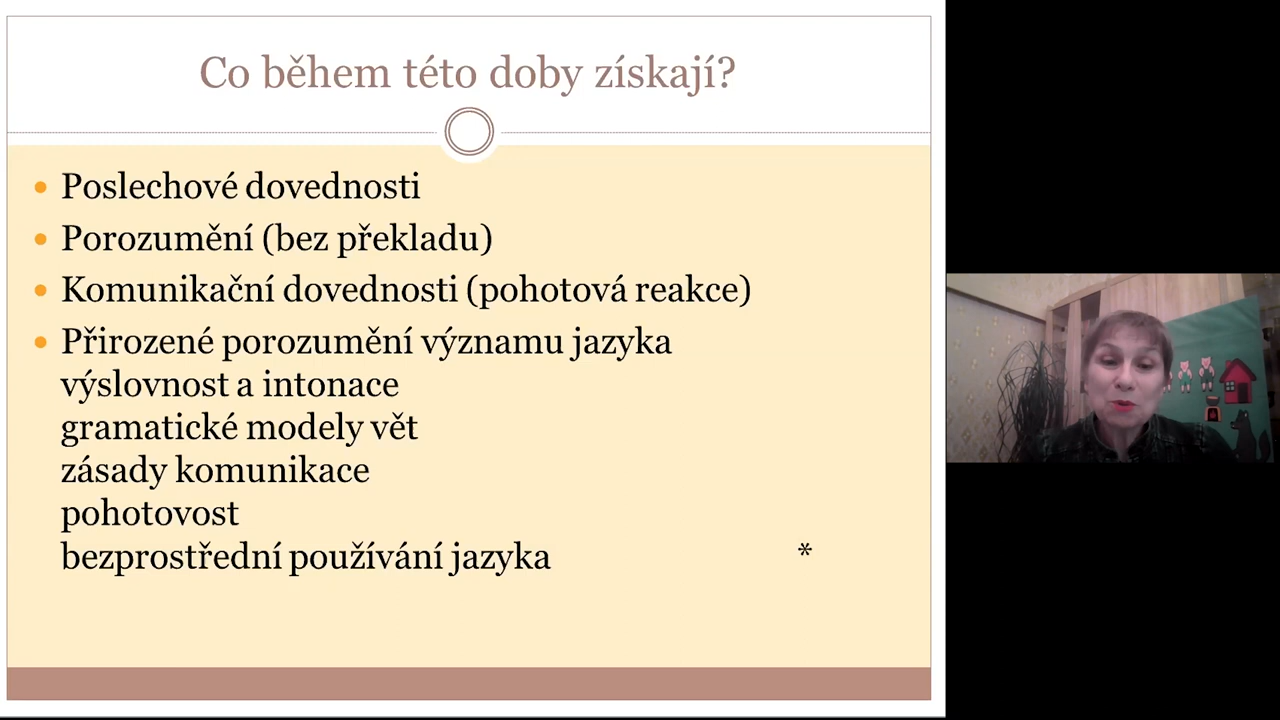 Co během této doby získají?
Poslechové dovednosti
Porozumění (bez překladu)
Komunikační dovednosti (pohotová reakce)
Přirozené porozumění významu jazyka
výslovnost a intonace
gramatické modely vět
zásady komunikace
pohotovost
bezprostřední používání jazyka *